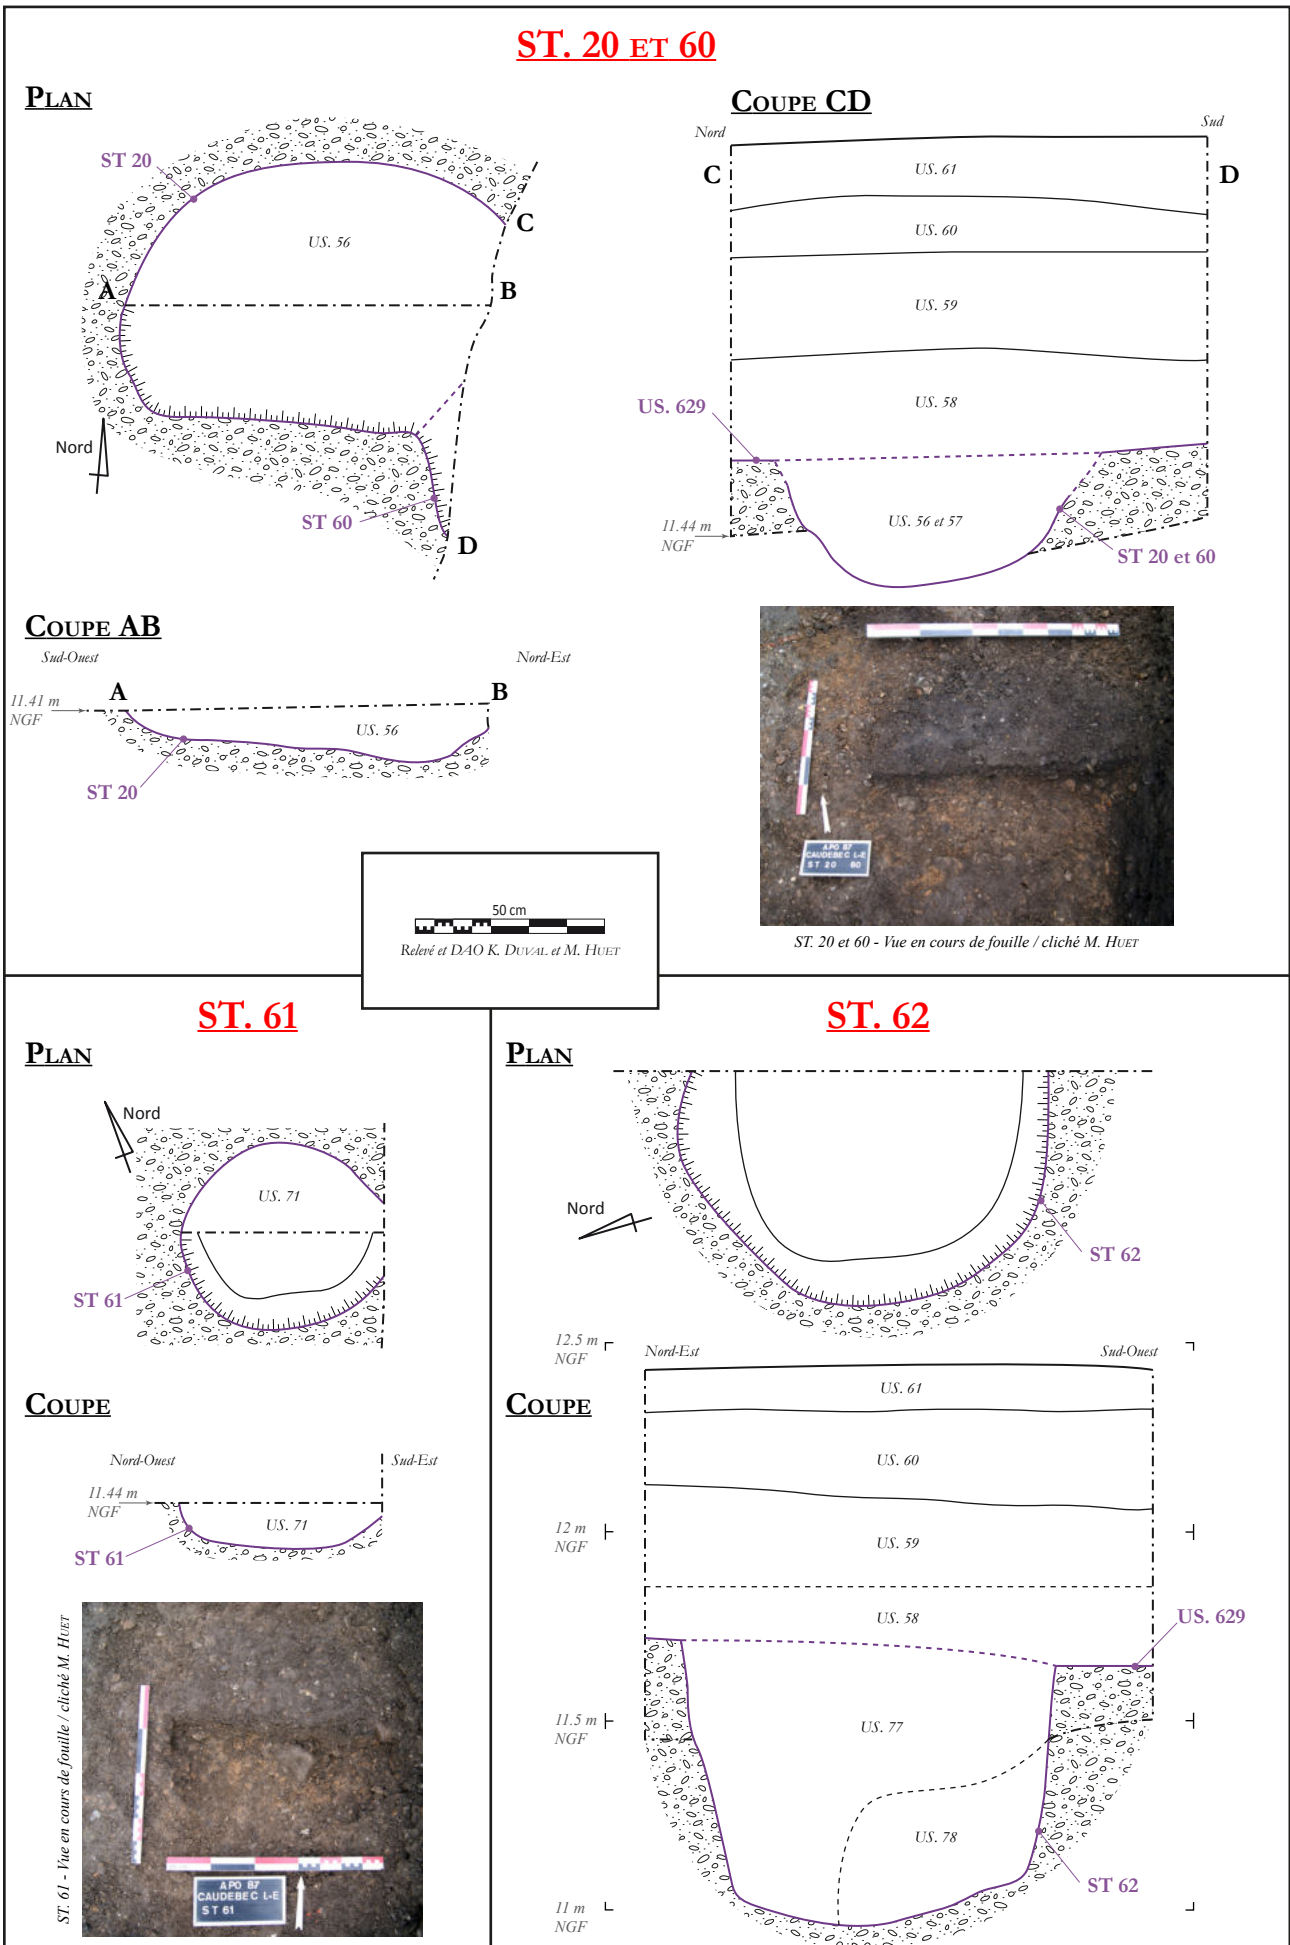 ST. 20 ET 60
PLAN
ST 20
US. 56
C
A
B
Nord
ST 60
D
COUPE CD
Nord
Sud
C
D
US. 61
US. 60
US. 59
US. 58
US. 629
US. 56 et 57
11.44 m
NGF
ST 20 et 60
COUPE AB
Sud-Ouest
Nord-Est
11.41 m
NGF
A
B
US. 56
ST 20
APO 87
CAUDEBEC L-E
ST 20 60
ST. 20 et 60 - Vue en cours de fouille / cliché M. HUET
50 cm
Relevé et DAO K. DUVAL et M. HUET
ST. 61
PLAN
Nord
US. 71
ST 61
COUPE
Nord-Ouest
Sud-Est
11.44 m
NGF
US. 71
ST 61
ST. 61 - Vue en cours de fouille / cliché M. HUET
APO 87
CAUDEBEC L-E
ST 61
ST. 62
PLAN
Nord
ST 62
12.5 m
NGF
Nord-Est
Sud-Ouest
COUPE
US. 61
US. 60
12 m
NGF
US. 59
US. 58
US. 629
11.5 m
NGF
US. 77
US. 78
ST 62
11 m
NGF